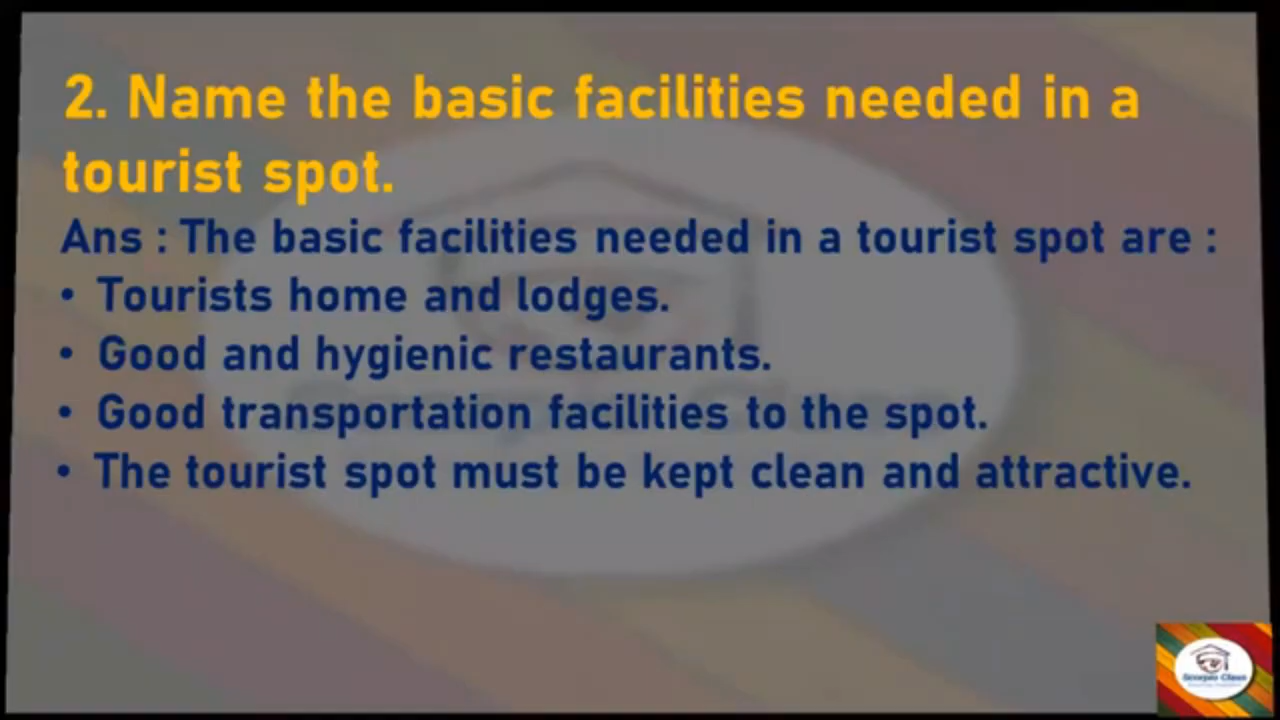 2. Name the basic facilities needed in a
tourist spot.
Ans : The basic facilities needed in a tourist spot are :
• Tourists home and lodges.
• Good and hygienic restaurants.
• Good transportation facilities to the spot.
• The tourist spot must be kept clean and attractive.